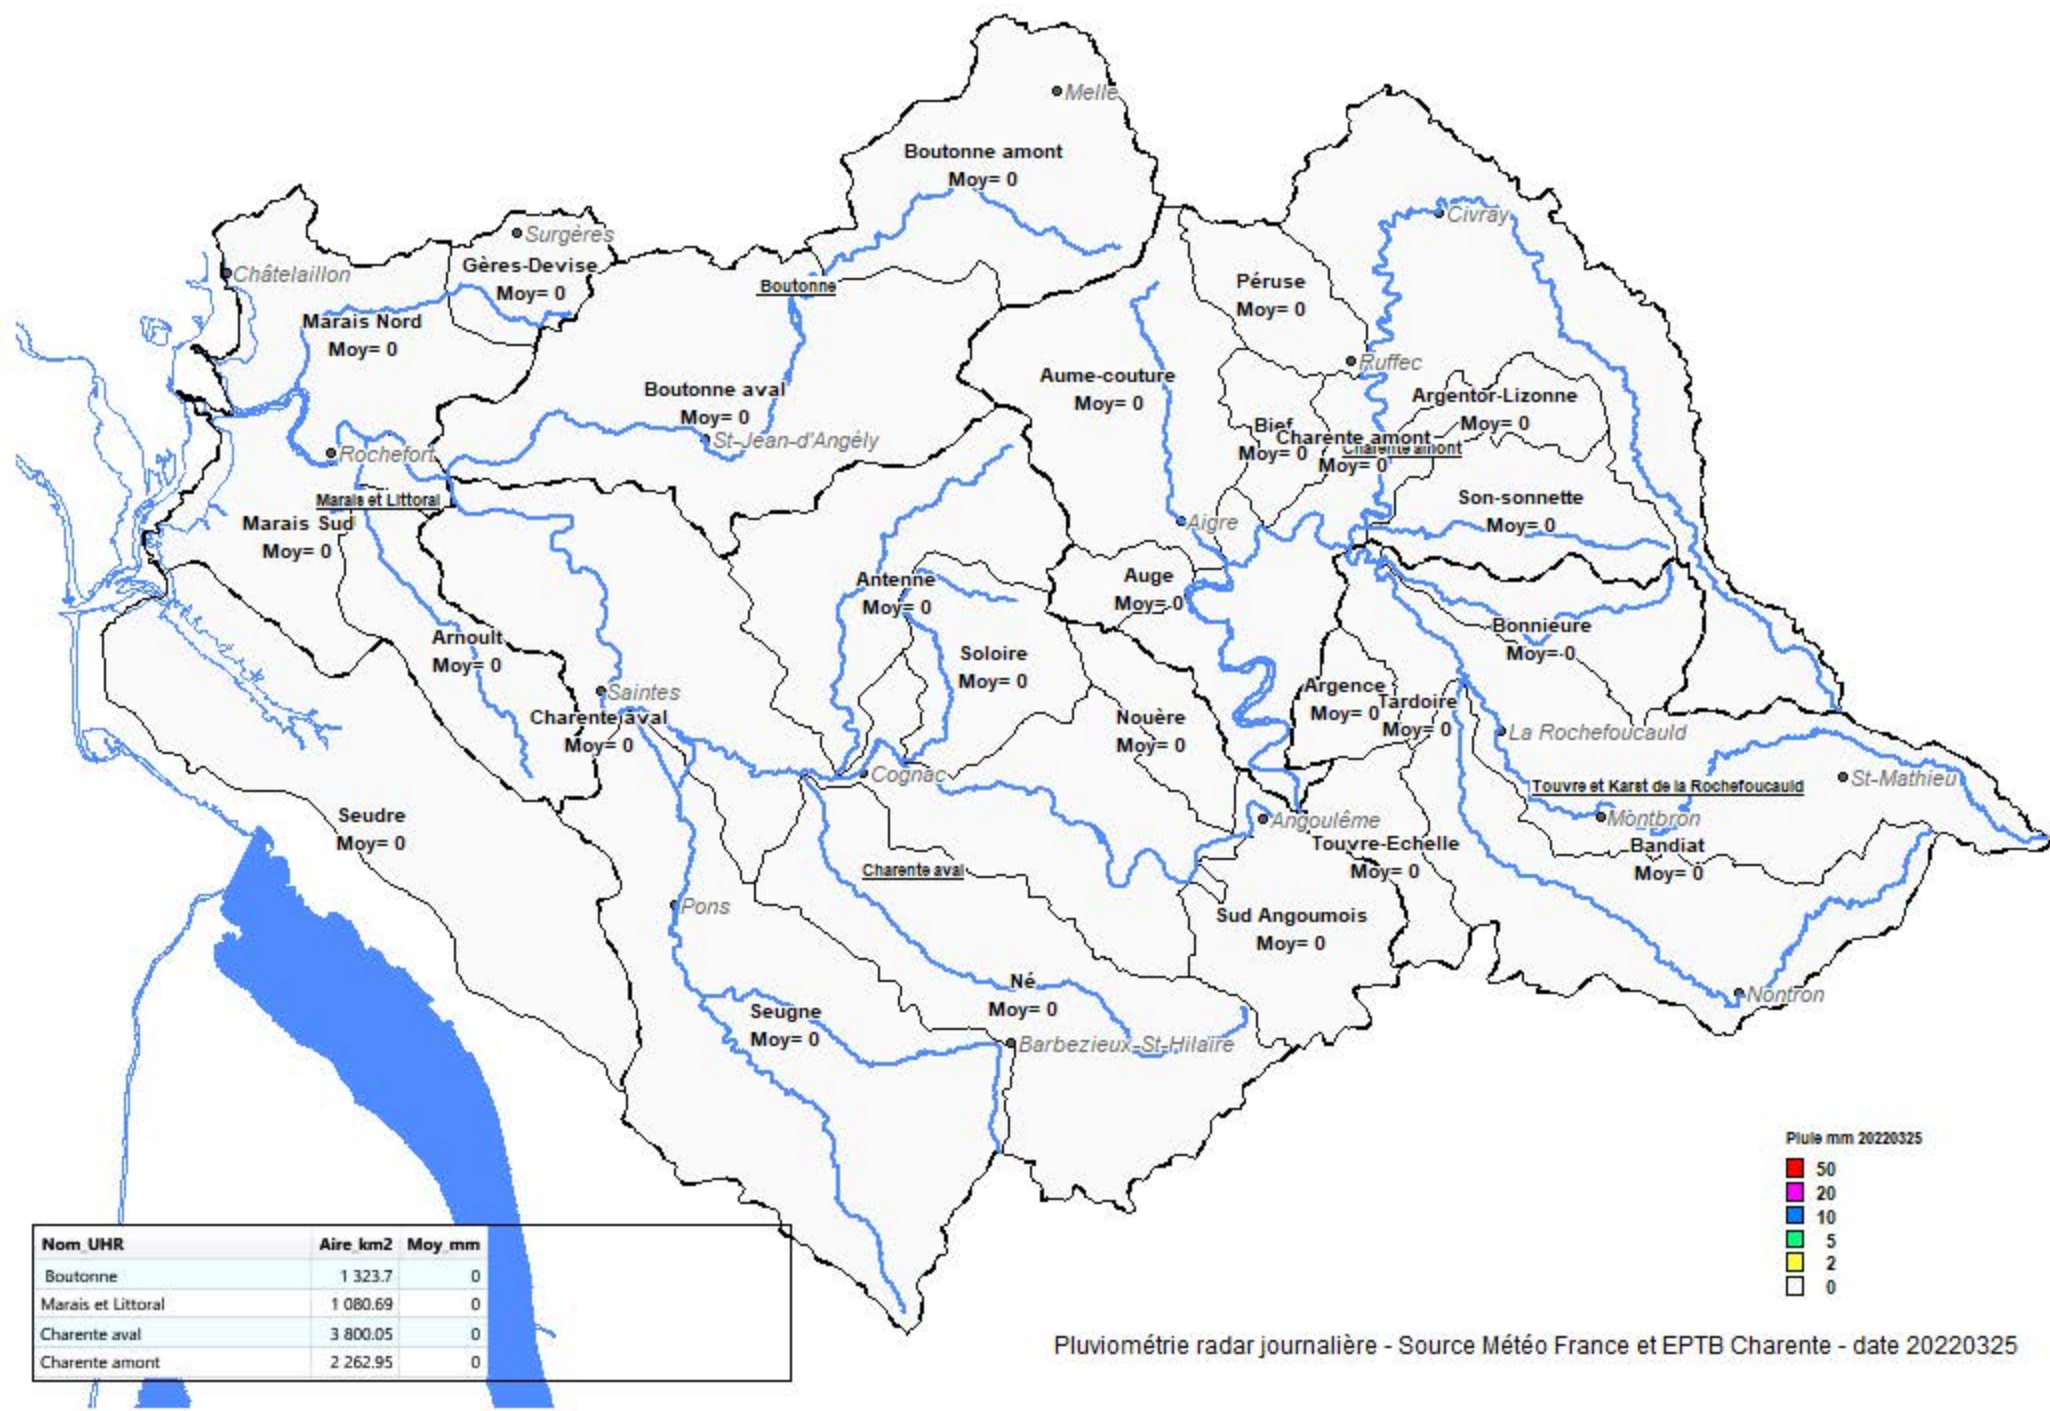 Melle
Boutonne amont
Moy= 0
Civray
Surgères
Châtelaillon
Gères-Devise
Moy= 0
Boutonne
Péruse
Moy= 0
Marais Nord
Moy= 0
Ruffec
Aume-couture
Moy= 0
Boutonne aval
Moy= 0
Argentor-Lizonne
Moy= 0
Bief
Moy= 0
Charente amont
Moy= 0
Charente amont
St-Jean-d'Angély
Rochefort
Marais et Littoral
Son-sonnette
Moy= 0
Marais Sud
Moy= 0
Aigre
Antenne
Moy= 0
Auge
Moy= 0
Bonnieure
Moy= 0
Arnoult
Moy= 0
Soloire
Moy= 0
Saintes
Argence
Moy= 0
Tardoire
Moy= 0
Charente aval
Moy= 0
Nouère
Moy= 0
La Rochefoucauld
Cognac
St-Mathieu
Touvre et Karst de la Rochefoucauld
Seudre
Moy= 0
Angoulême
Montbron
Touvre-Echelle
Moy= 0
Bandiat
Moy= 0
Charente aval
Pons
Sud Angoumois
Moy= 0
Né
Moy= 0
Nontron
Seugne
Moy= 0
Barbezieux-St-Hilaire
Pluie mm 20220325
50
20
10
5
2
0
Nom_UHR Aire_km2 Moy_mm
Boutonne 1 323.7 0
Marais et Littoral 1 080.69 0
Charente aval 3 800.05 0
Charente amont 2 262.95 0
Pluviométrie radar journalière - Source Météo France et EPTB Charente - date 20220325